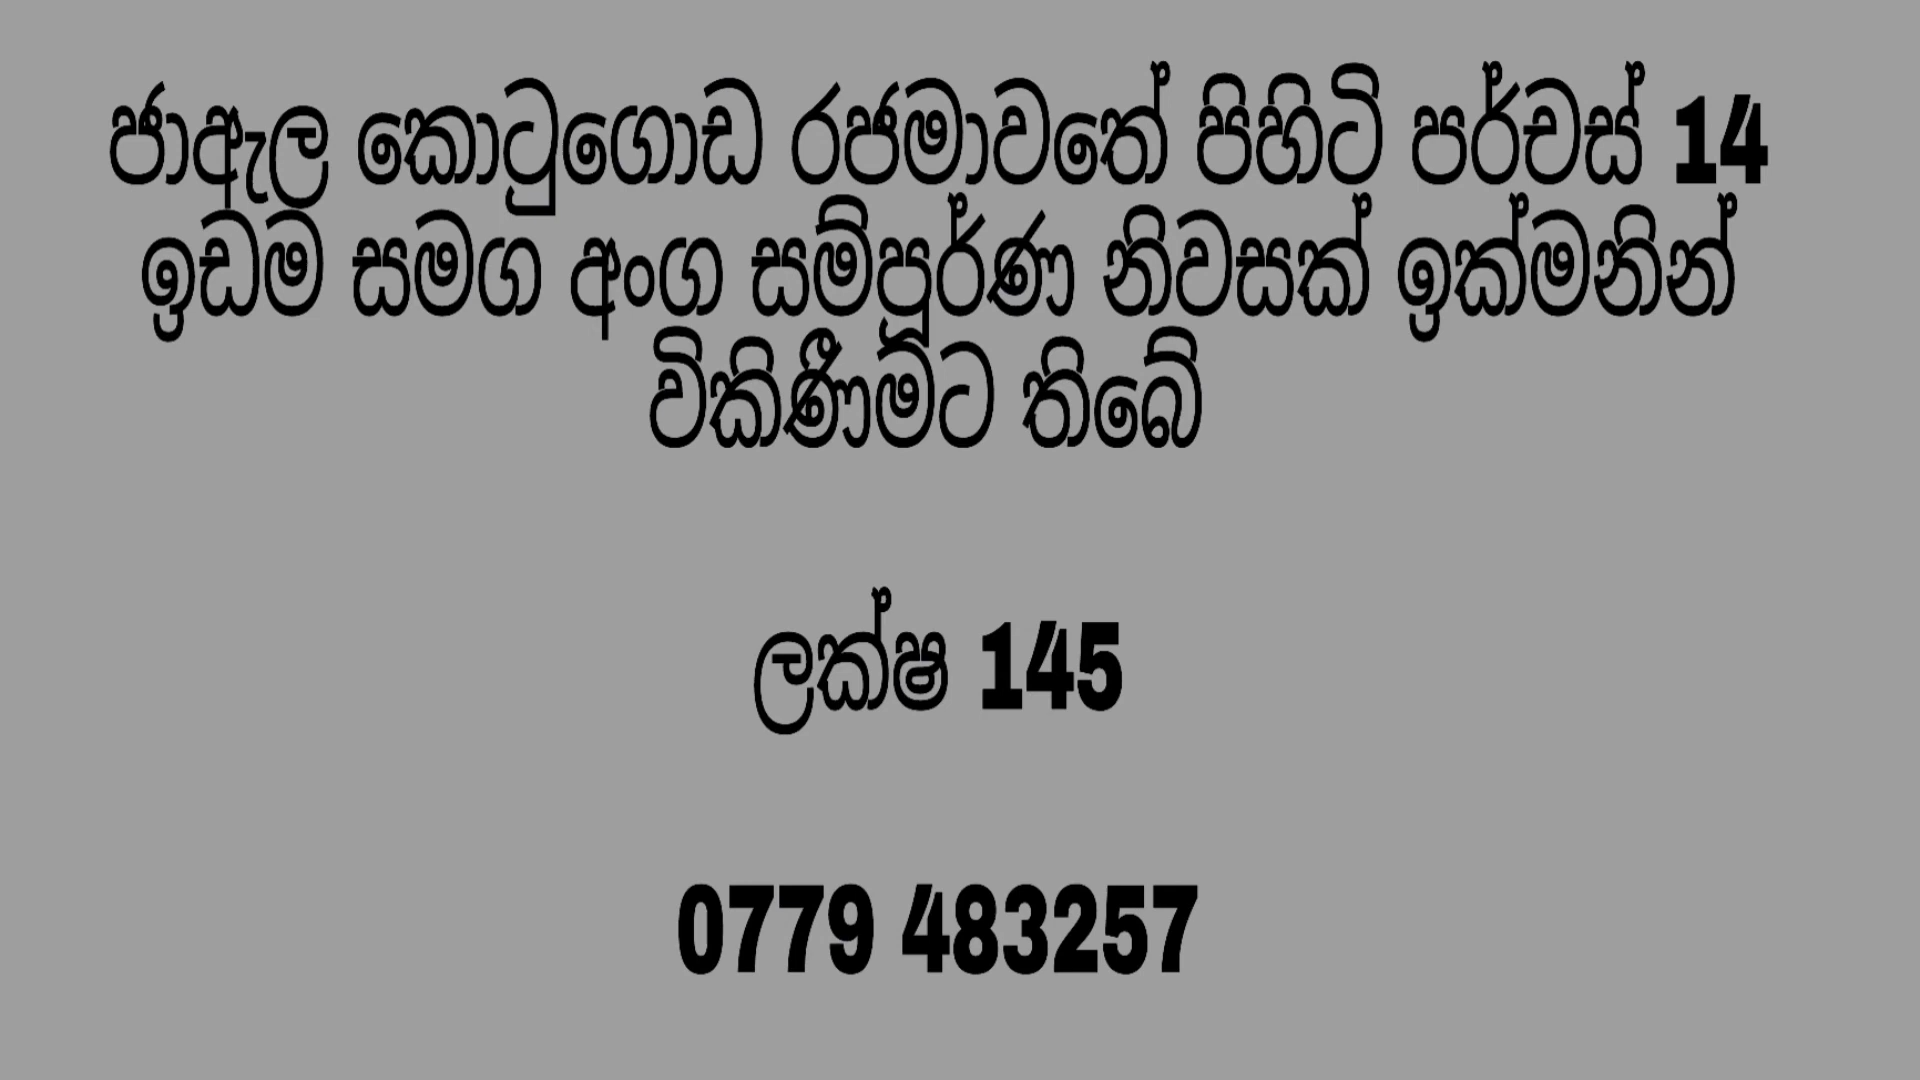 ජාඇල කොටුගොඩ රජමාවතේ පිහිටි පර්චස් 14
ඉඩම සමග අංග සම්පූර්ණ නිවසක් ඉක්මනින්
විකිණීමට තිබේ
ලක්ෂ 145
0779 483257